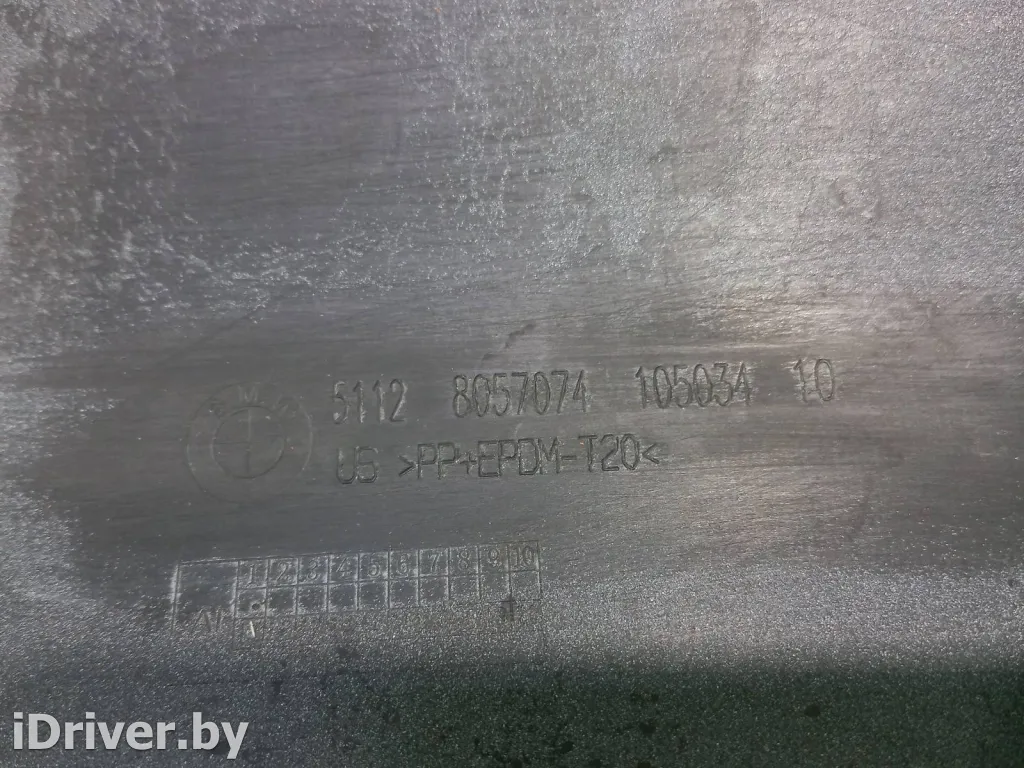 BMW
5112 8057074 105034 10
US >PP+EPDM-T20<
1 2 3 4 5 6 7 8 9 10
iDriver.by